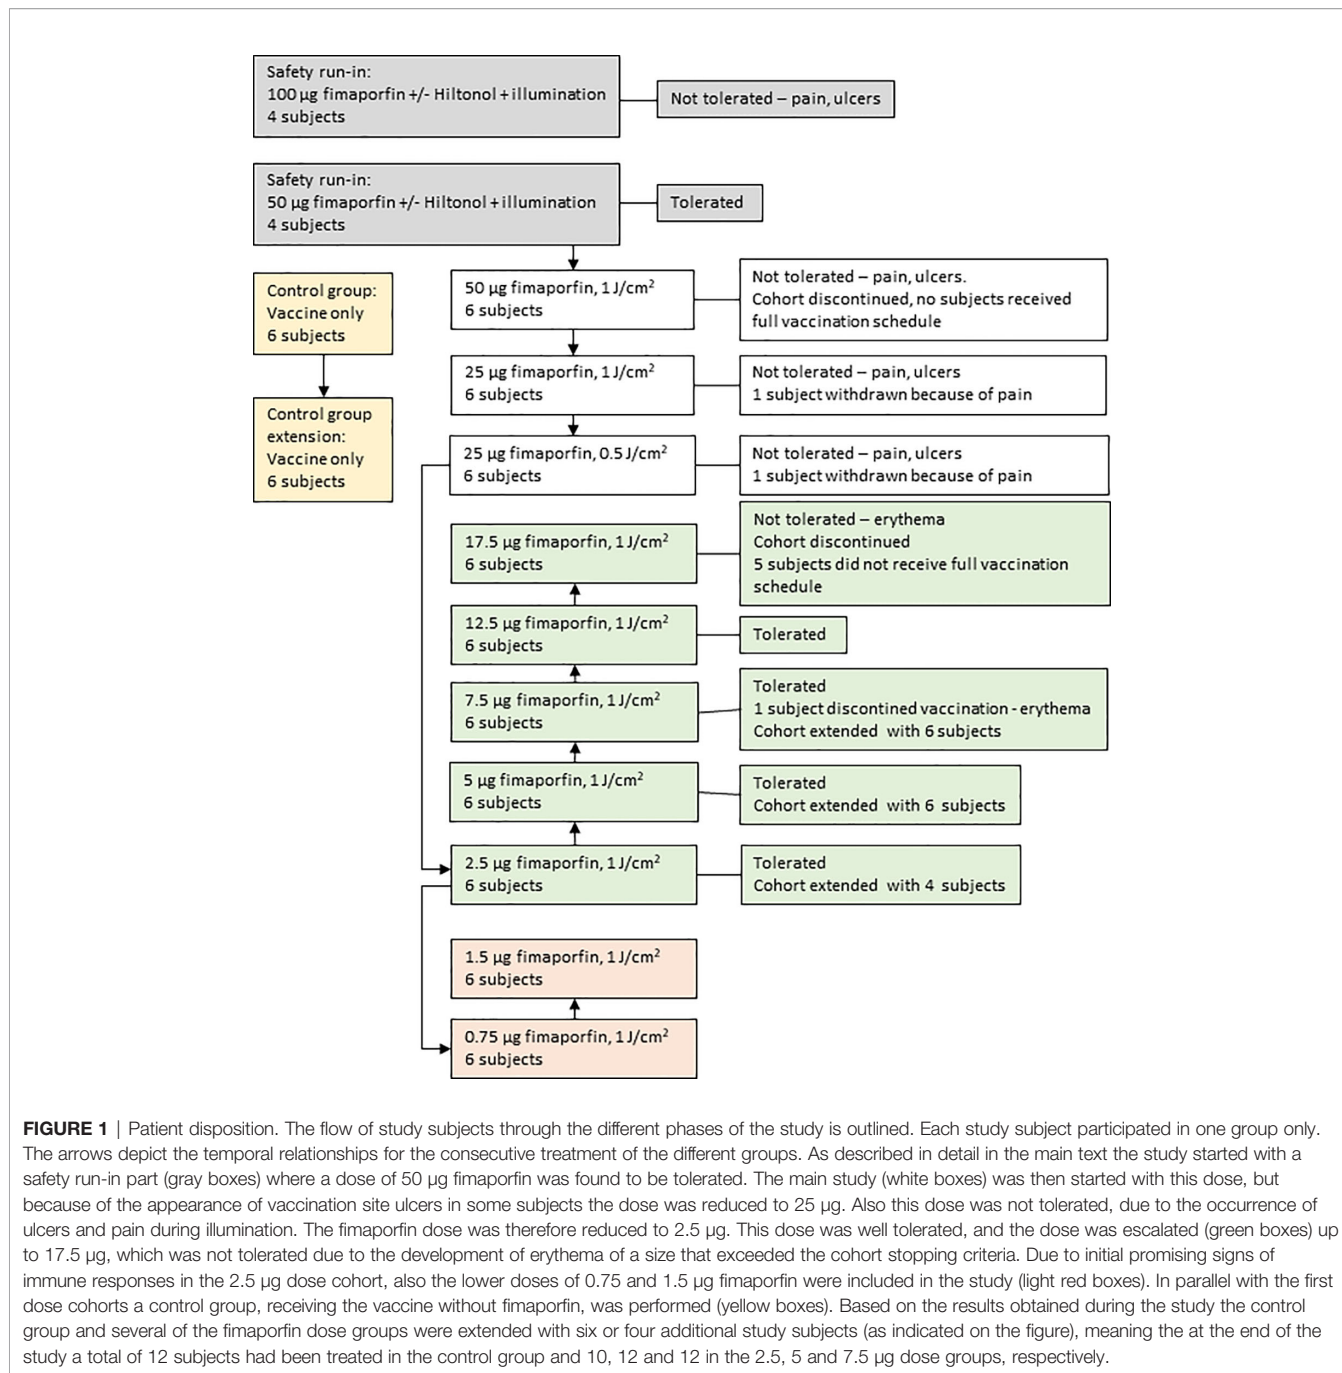 Safety run-in:
100 µg fimaporfin +/- Hiltonol + illumination
4 subjects
Not tolerated – pain, ulcers
Safety run-in:
50 µg fimaporfin +/- Hiltonol + illumination
4 subjects
Tolerated
Control group:
Vaccine only
6 subjects
50 µg fimaporfin, 1 J/cm²
6 subjects
Not tolerated – pain, ulcers.
Cohort discontinued, no subjects received
full vaccination schedule
25 µg fimaporfin, 1 J/cm²
6 subjects
Not tolerated – pain, ulcers
1 subject withdrawn because of pain
Control group
extension:
Vaccine only
6 subjects
25 µg fimaporfin, 0.5 J/cm²
6 subjects
Not tolerated – pain, ulcers
1 subject withdrawn because of pain
17.5 µg fimaporfin, 1 J/cm²
6 subjects
Not tolerated – erythema
Cohort discontinued
5 subjects did not receive full vaccination
schedule
12.5 µg fimaporfin, 1 J/cm²
6 subjects
Tolerated
7.5 µg fimaporfin, 1 J/cm²
6 subjects
Tolerated
1 subject discontined vaccination - erythema
Cohort extended with 6 subjects
5 µg fimaporfin, 1 J/cm²
6 subjects
Tolerated
Cohort extended with 6 subjects
2.5 µg fimaporfin, 1 J/cm²
6 subjects
Tolerated
Cohort extended with 4 subjects
1.5 µg fimaporfin, 1 J/cm²
6 subjects
0.75 µg fimaporfin, 1 J/cm²
6 subjects
FIGURE 1 | Patient disposition. The flow of study subjects through the different phases of the study is outlined. Each study subject participated in one group only.
The arrows depict the temporal relationships for the consecutive treatment of the different groups. As described in detail in the main text the study started with a
safety run-in part (gray boxes) where a dose of 50 µg fimaporfin was found to be tolerated. The main study (white boxes) was then started with this dose, but
because of the appearance of vaccination site ulcers in some subjects the dose was reduced to 25 µg. Also this dose was not tolerated, due to the occurrence of
ulcers and pain during illumination. The fimaporfin dose was therefore reduced to 2.5 µg. This dose was well tolerated, and the dose was escalated (green boxes) up
to 17.5 µg, which was not tolerated due to the development of erythema of a size that exceeded the cohort stopping criteria. Due to initial promising signs of
immune responses in the 2.5 µg dose cohort, also the lower doses of 0.75 and 1.5 µg fimaporfin were included in the study (light red boxes). In parallel with the first
dose cohorts a control group, receiving the vaccine without fimaporfin, was performed (yellow boxes). Based on the results obtained during the study the control
group and several of the fimaporfin dose groups were extended with six or four additional study subjects (as indicated on the figure), meaning the at the end of the
study a total of 12 subjects had been treated in the control group and 10, 12 and 12 in the 2.5, 5 and 7.5 µg dose groups, respectively.